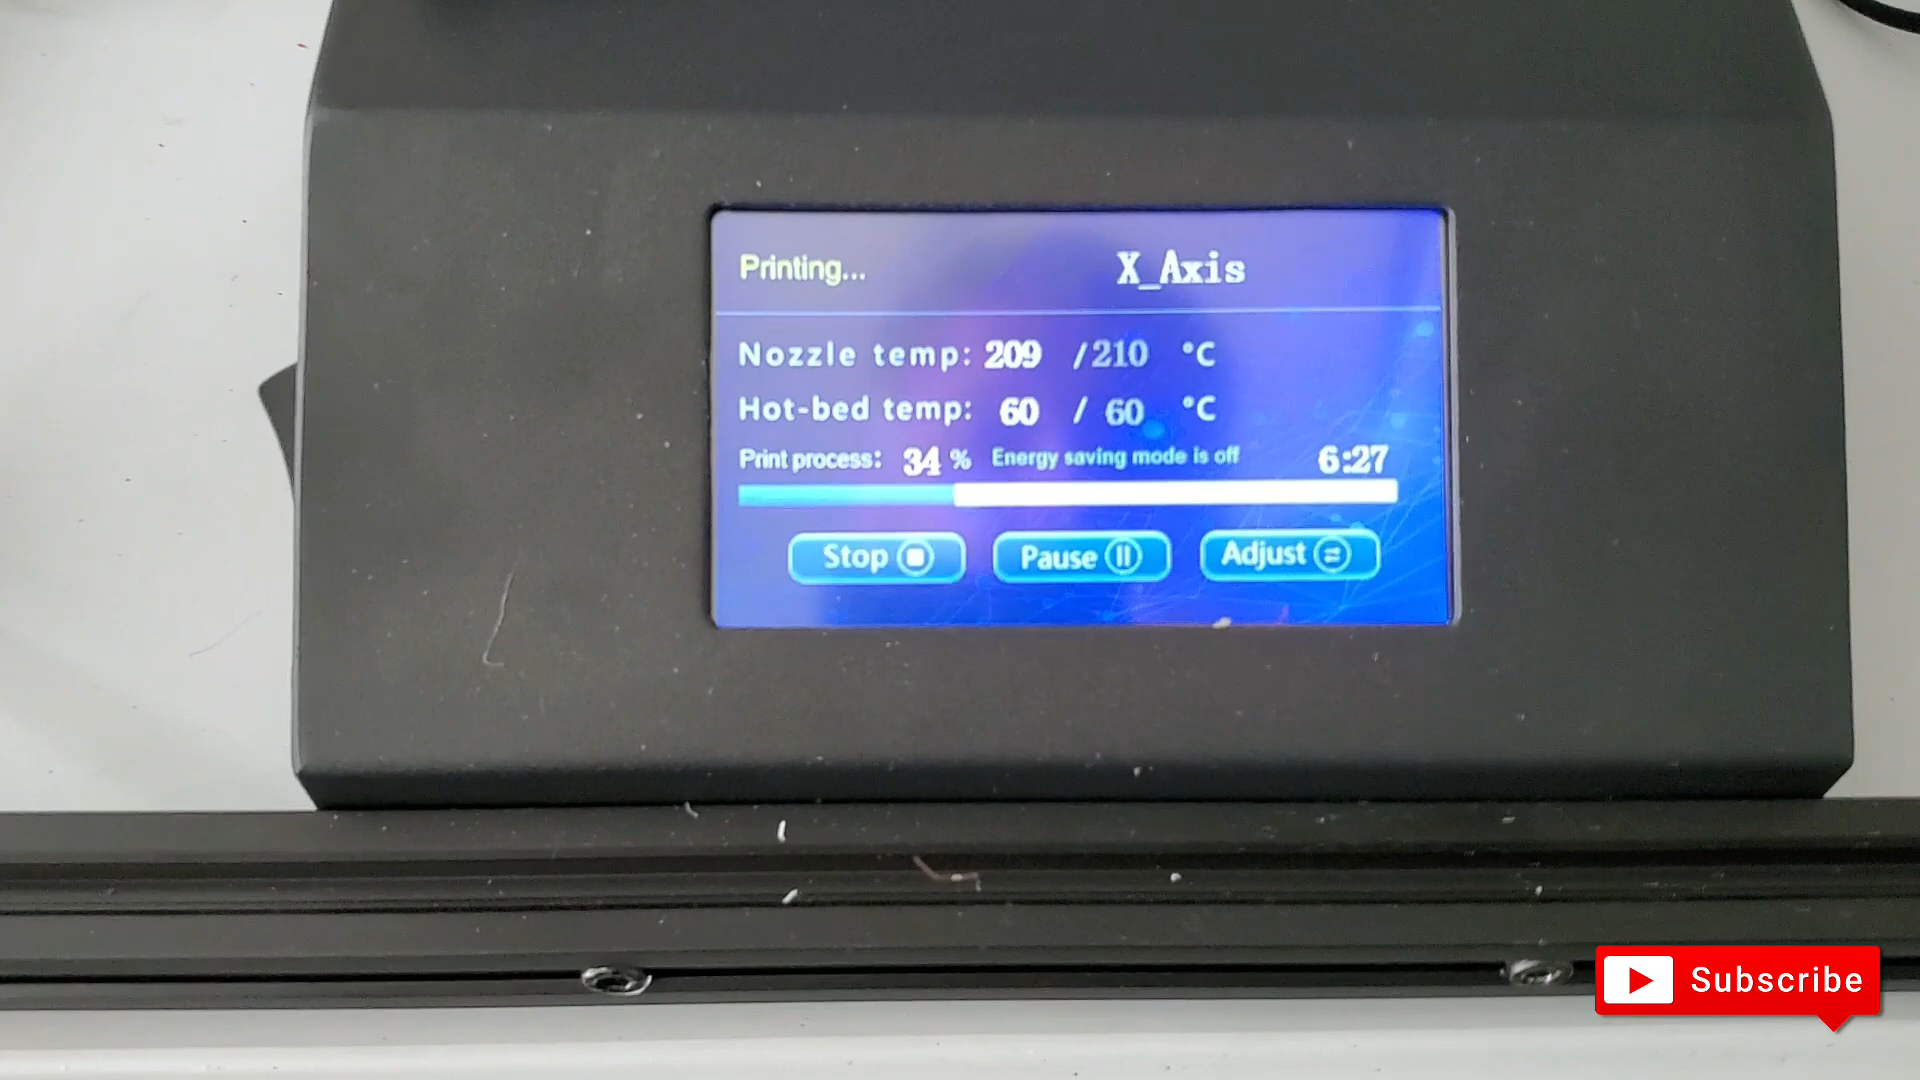 Printing... X_Axis
Nozzle temp: 209 /210 °C
Hot-bed temp: 60 / 60 °C
Print process: 34 % Energy saving mode is off 6:27
Stop Pause Adjust
Subscribe